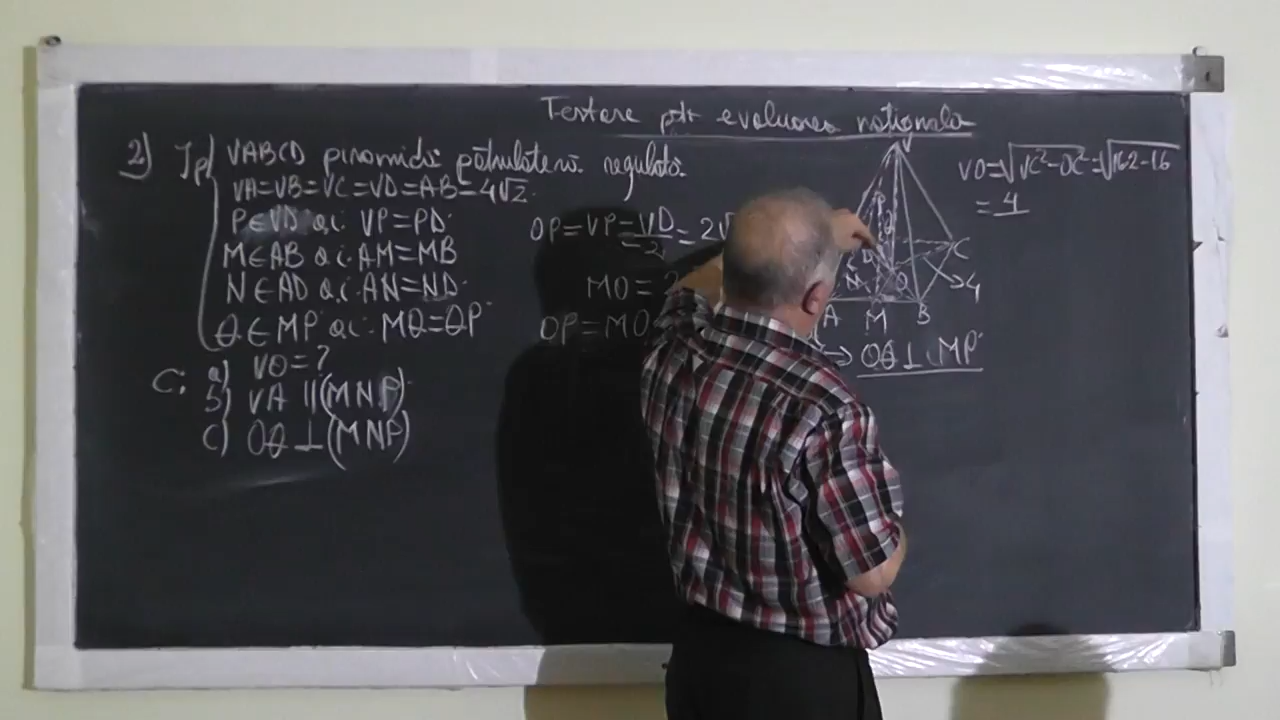 Testare ptr evaluarea națională
2) Ip) VABCD piramidă patrulateră regulată
VA=VB=VC=VD=AB=4√2
P∈VD a.i. VP=PD
M∈AB a.i. AM=MB
N∈AD a.i. AN=ND
Q∈MP a.i. MQ=QP
C: a) VO=?
b) VA ∥(MNP)
c) OQ ⊥ (MNP)
OP=VP=VD/2=2√
MO=
OP=MO
→ OQ ⊥ MP
V
P
Q
D
C
N
O
4
A M B
VO=√VC²-OC²=√16·2-16
=4